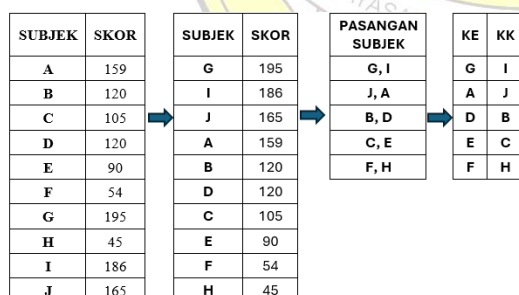 SUBJEK SKOR
A 159
B 120
C 105
D 120
E 90
F 54
G 195
H 45
I 186
J 165
SUBJEK SKOR
G 195
I 186
J 165
A 159
B 120
D 120
C 105
E 90
F 54
H 45
PASANGAN
SUBJEK
G, I
J, A
B, D
C, E
F, H
KE KK
G I
A J
D B
E C
F H